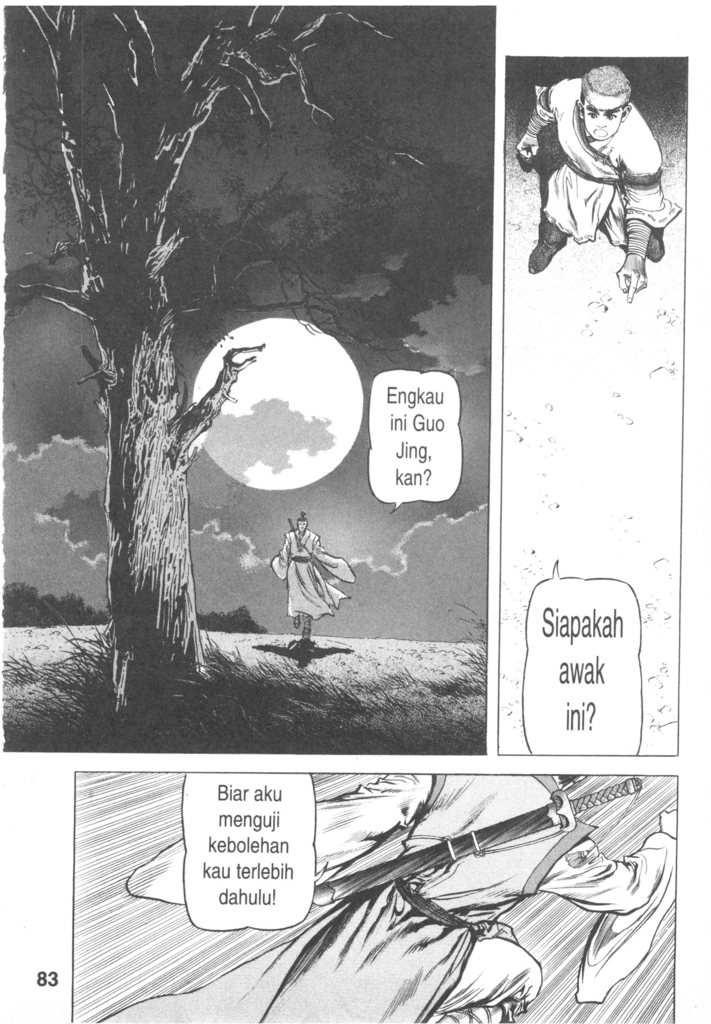 Engkau
ini Guo
Jing,
kan?
Siapakah
awak
ini?
Biar aku
menguji
kebolehan
kau terlebih
dahulu!
83